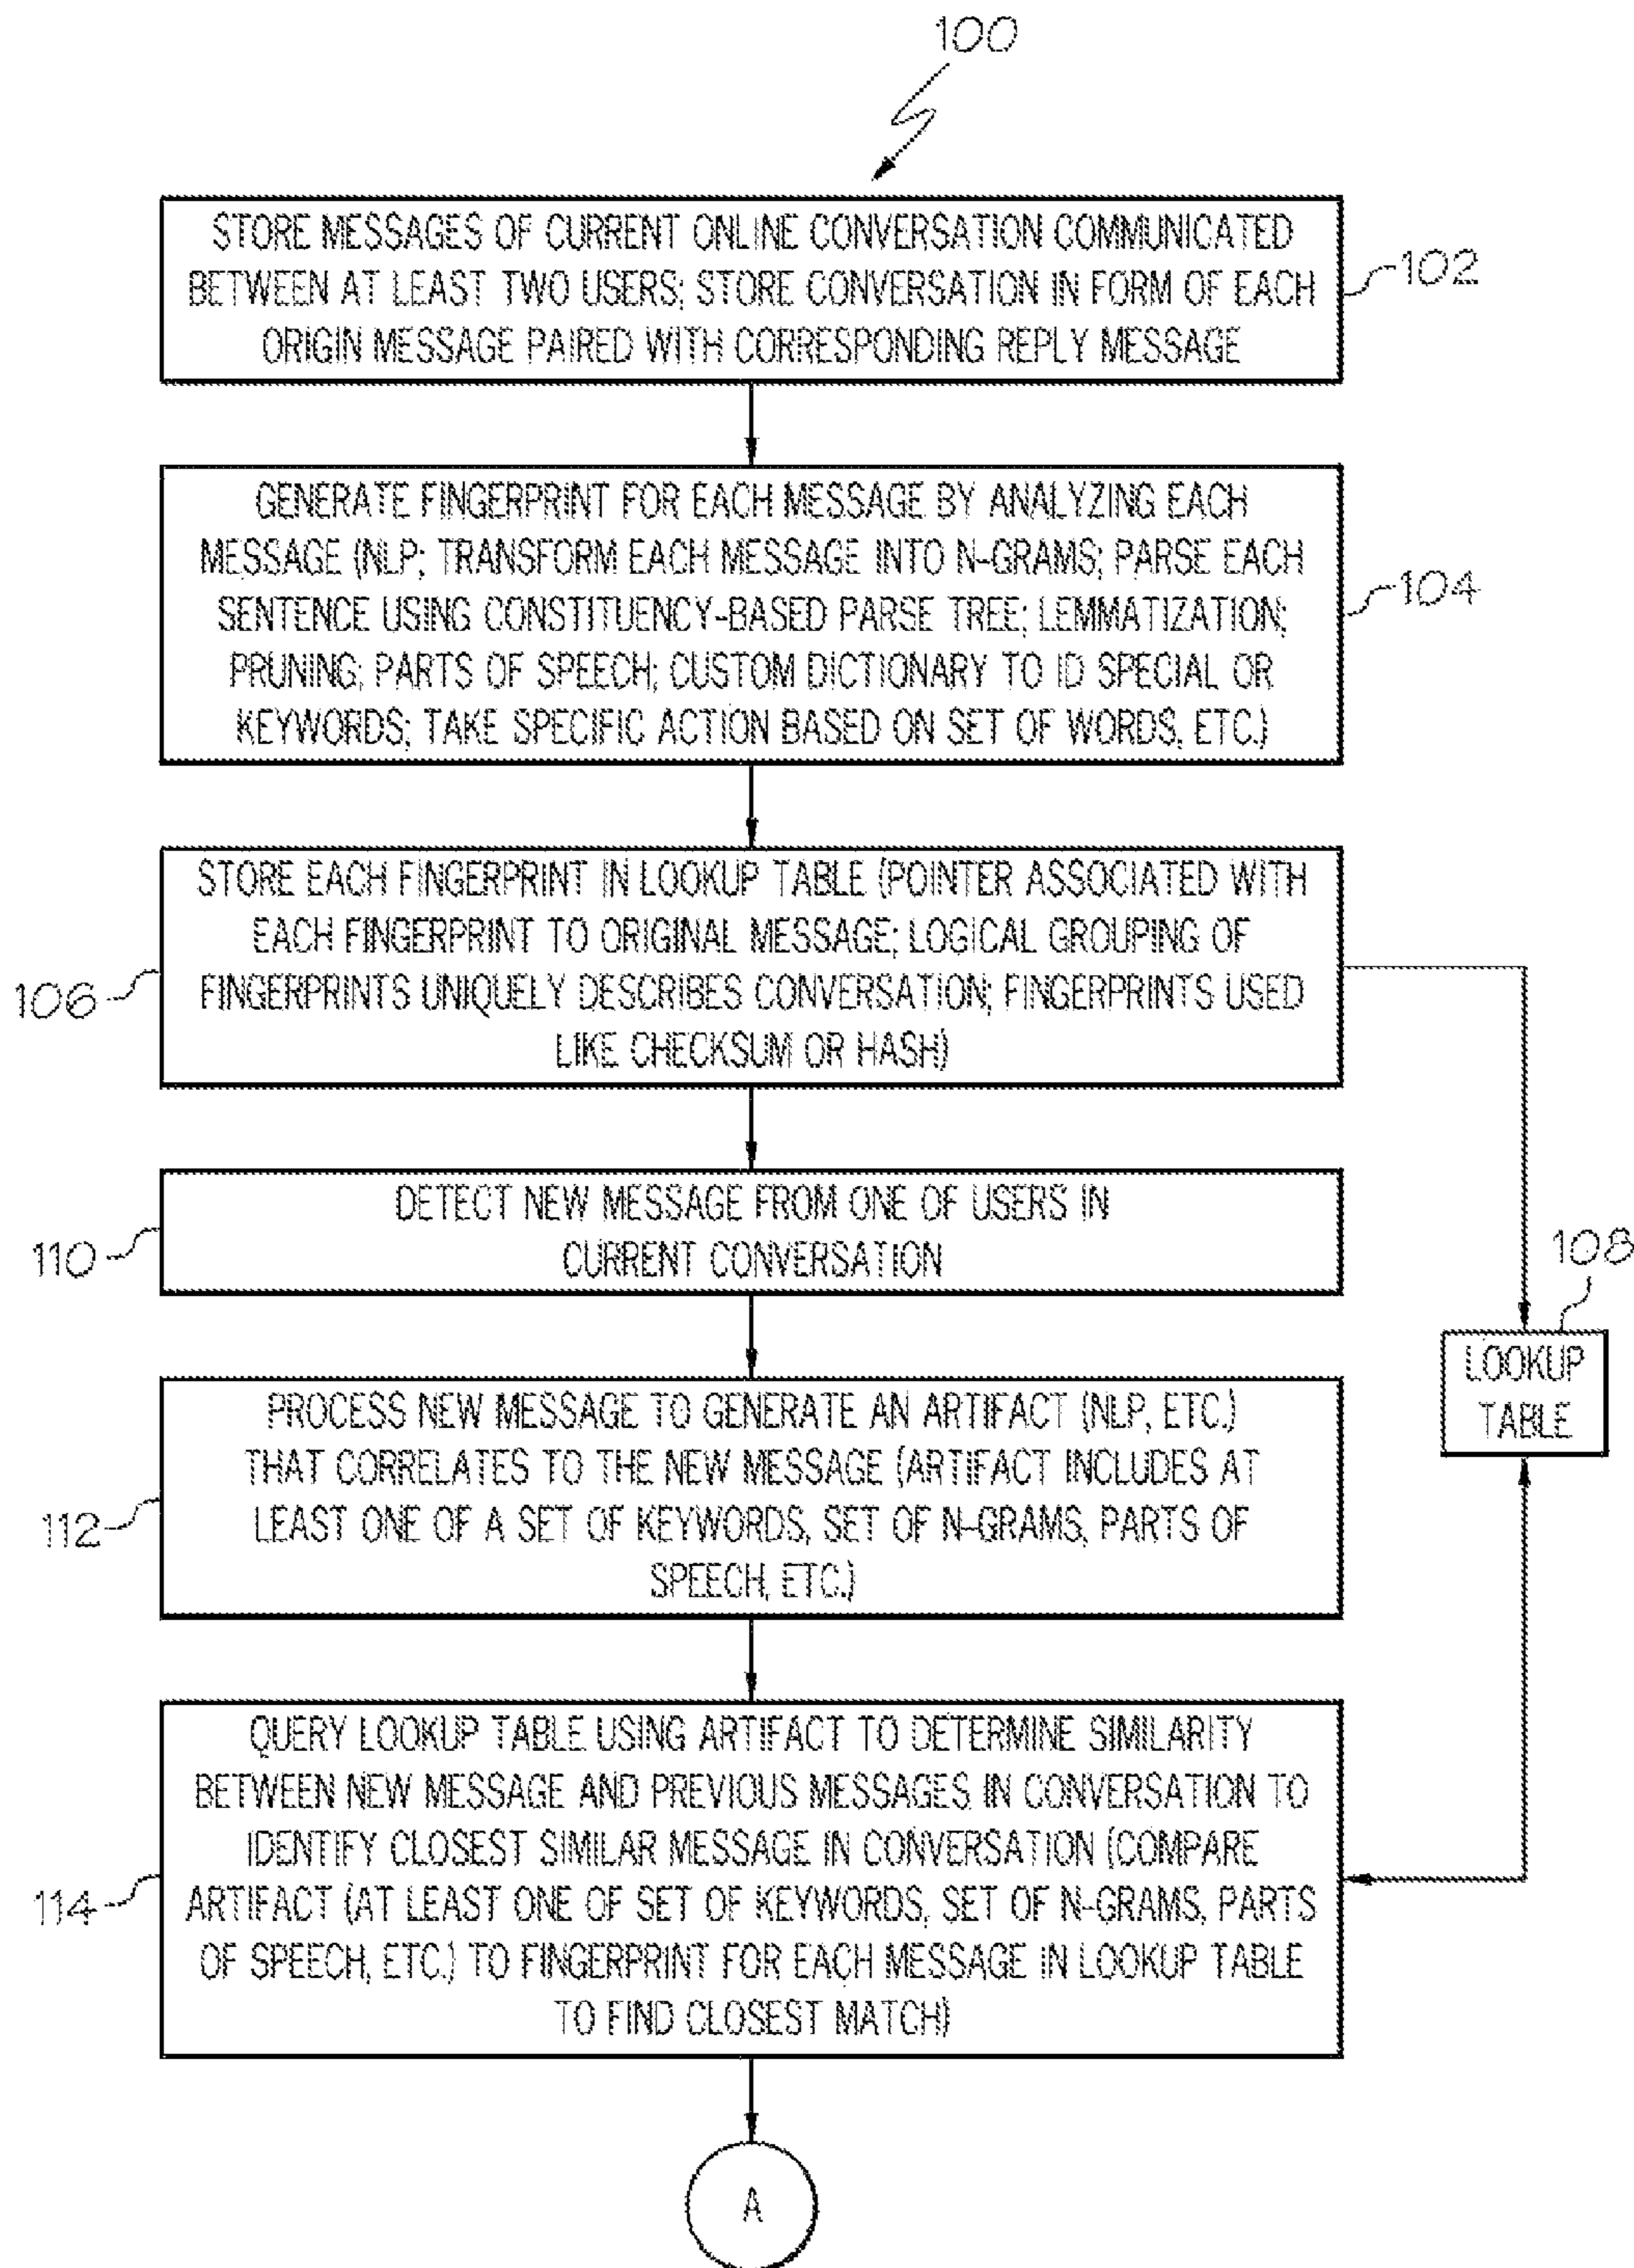 100
STORE MESSAGES OF CURRENT ONLINE CONVERSATION COMMUNICATED
BETWEEN AT LEAST TWO USERS; STORE CONVERSATION IN FORM OF EACH
ORIGIN MESSAGE PAIRED WITH CORRESPONDING REPLY MESSAGE
102
GENERATE FINGERPRINT FOR EACH MESSAGE BY ANALYZING EACH
MESSAGE (NLP; TRANSFORM EACH MESSAGE INTO N-GRAMS; PARSE EACH
SENTENCE USING CONSTITUENCY-BASED PARSE TREE; LEMMATIZATION;
PRUNING; PARTS OF SPEECH; CUSTOM DICTIONARY TO ID SPECIAL OR
KEYWORDS; TAKE SPECIFIC ACTION BASED ON SET OF WORDS, ETC.)
104
STORE EACH FINGERPRINT IN LOOKUP TABLE (POINTER ASSOCIATED WITH
EACH FINGERPRINT TO ORIGINAL MESSAGE; LOGICAL GROUPING OF
FINGERPRINTS UNIQUELY DESCRIBES CONVERSATION; FINGERPRINTS USED
LIKE CHECKSUM OR HASH)
106
DETECT NEW MESSAGE FROM ONE OF USERS IN
CURRENT CONVERSATION
110
108
LOOKUP
TABLE
PROCESS NEW MESSAGE TO GENERATE AN ARTIFACT (NLP, ETC.)
THAT CORRELATES TO THE NEW MESSAGE (ARTIFACT INCLUDES AT
LEAST ONE OF A SET OF KEYWORDS, SET OF N-GRAMS, PARTS OF
SPEECH, ETC.)
112
QUERY LOOKUP TABLE USING ARTIFACT TO DETERMINE SIMILARITY
BETWEEN NEW MESSAGE AND PREVIOUS MESSAGES IN CONVERSATION TO
IDENTIFY CLOSEST SIMILAR MESSAGE IN CONVERSATION (COMPARE
ARTIFACT (AT LEAST ONE OF SET OF KEYWORDS, SET OF N-GRAMS, PARTS
OF SPEECH, ETC.) TO FINGERPRINT FOR EACH MESSAGE IN LOOKUP TABLE
TO FIND CLOSEST MATCH)
114
A